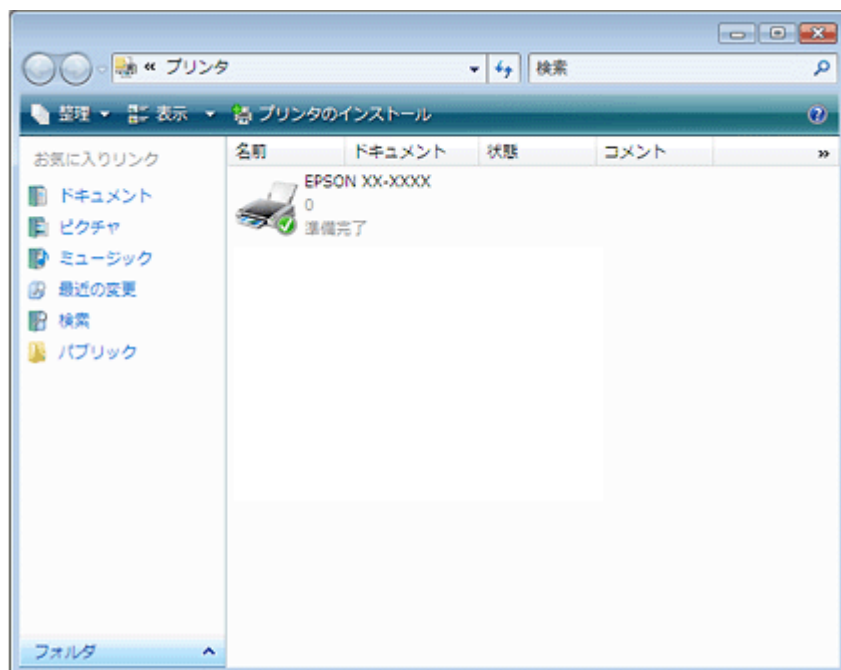 « プリンタ 検索
整理 表示 プリンタのインストール
お気に入りリンク
ドキュメント
ピクチャ
ミュージック
最近の変更
検索
パブリック
フォルダ
名前 ドキュメント 状態 コメント »
EPSON XX-XXXX
0
準備完了